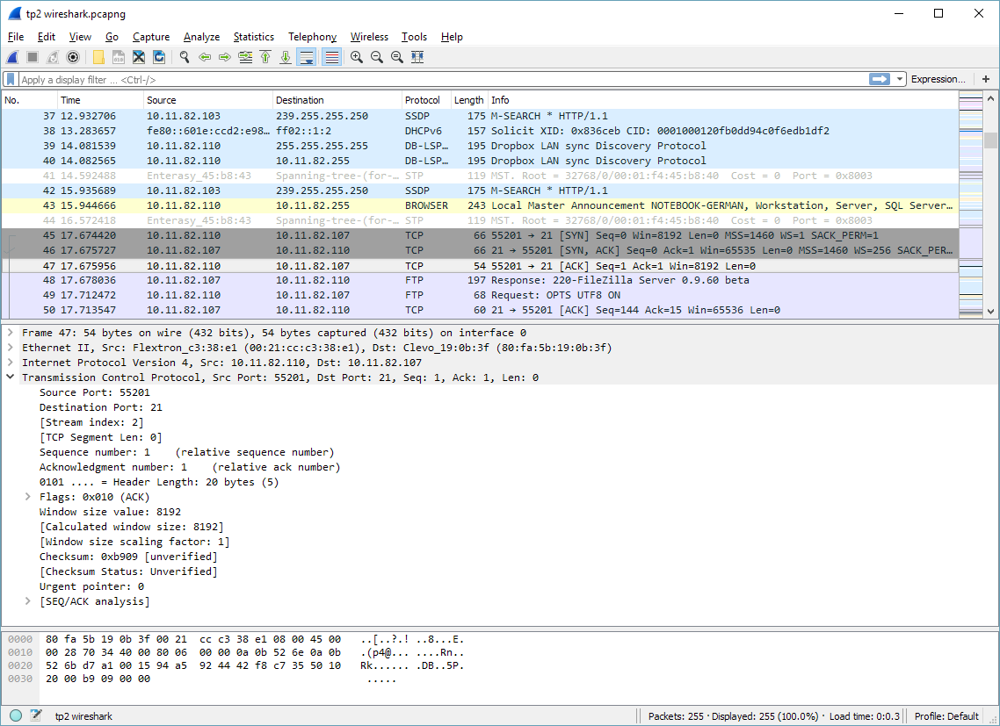 tp2 wireshark.pcapng
File Edit View Go Capture Analyze Statistics Telephony Wireless Tools Help
Apply a display filter ... <Ctrl-/> Expression... +
No. Time Source Destination Protocol Length Info
37 12.932706 10.11.82.103 239.255.255.250 SSDP 175 M-SEARCH * HTTP/1.1
38 13.283657 fe80::601e:ccd2:e98… ff02::1:2 DHCPv6 157 Solicit XID: 0x836ceb CID: 0001000120fb0dd94c0f6edb1df2
39 14.081539 10.11.82.110 255.255.255.255 DB-LSP… 195 Dropbox LAN sync Discovery Protocol
40 14.082565 10.11.82.110 10.11.82.255 DB-LSP… 195 Dropbox LAN sync Discovery Protocol
41 14.592488 Enterasy_45:b8:43 Spanning-tree-(for-… STP 119 MST. Root = 32768/0/00:01:f4:45:b8:40 Cost = 0 Port = 0x8003
42 15.935689 10.11.82.103 239.255.255.250 SSDP 175 M-SEARCH * HTTP/1.1
43 15.944666 10.11.82.110 10.11.82.255 BROWSER 243 Local Master Announcement NOTEBOOK-GERMAN, Workstation, Server, SQL Server…
44 16.572418 Enterasy_45:b8:43 Spanning-tree-(for-… STP 119 MST. Root = 32768/0/00:01:f4:45:b8:40 Cost = 0 Port = 0x8003
45 17.674420 10.11.82.110 10.11.82.107 TCP 66 55201 → 21 [SYN] Seq=0 Win=8192 Len=0 MSS=1460 WS=1 SACK_PERM=1
46 17.675727 10.11.82.107 10.11.82.110 TCP 66 21 → 55201 [SYN, ACK] Seq=0 Ack=1 Win=65535 Len=0 MSS=1460 WS=256 SACK_PER…
47 17.675956 10.11.82.110 10.11.82.107 TCP 54 55201 → 21 [ACK] Seq=1 Ack=1 Win=8192 Len=0
48 17.678036 10.11.82.107 10.11.82.110 FTP 197 Response: 220-FileZilla Server 0.9.60 beta
49 17.712472 10.11.82.110 10.11.82.107 FTP 68 Request: OPTS UTF8 ON
50 17.713547 10.11.82.107 10.11.82.110 TCP 60 21 → 55201 [ACK] Seq=144 Ack=15 Win=65536 Len=0
Frame 47: 54 bytes on wire (432 bits), 54 bytes captured (432 bits) on interface 0
Ethernet II, Src: Flextron_c3:38:e1 (00:21:cc:c3:38:e1), Dst: Clevo_19:0b:3f (80:fa:5b:19:0b:3f)
Internet Protocol Version 4, Src: 10.11.82.110, Dst: 10.11.82.107
Transmission Control Protocol, Src Port: 55201, Dst Port: 21, Seq: 1, Ack: 1, Len: 0
Source Port: 55201
Destination Port: 21
[Stream index: 2]
[TCP Segment Len: 0]
Sequence number: 1 (relative sequence number)
Acknowledgment number: 1 (relative ack number)
0101 .... = Header Length: 20 bytes (5)
Flags: 0x010 (ACK)
Window size value: 8192
[Calculated window size: 8192]
[Window size scaling factor: 1]
Checksum: 0xb909 [unverified]
[Checksum Status: Unverified]
Urgent pointer: 0
[SEQ/ACK analysis]
0000 80 fa 5b 19 0b 3f 00 21 cc c3 38 e1 08 00 45 00 ..[..?.! ..8...E.
0010 00 28 70 34 40 00 80 06 00 00 0a 0b 52 6e 0a 0b .(p4@... ....Rn..
0020 52 6b d7 a1 00 15 94 a5 92 44 42 f8 c7 35 50 10 Rk...... .DB..5P.
0030 20 00 b9 09 00 00 .....
tp2 wireshark Packets: 255 · Displayed: 255 (100.0%) · Load time: 0:0.3 Profile: Default